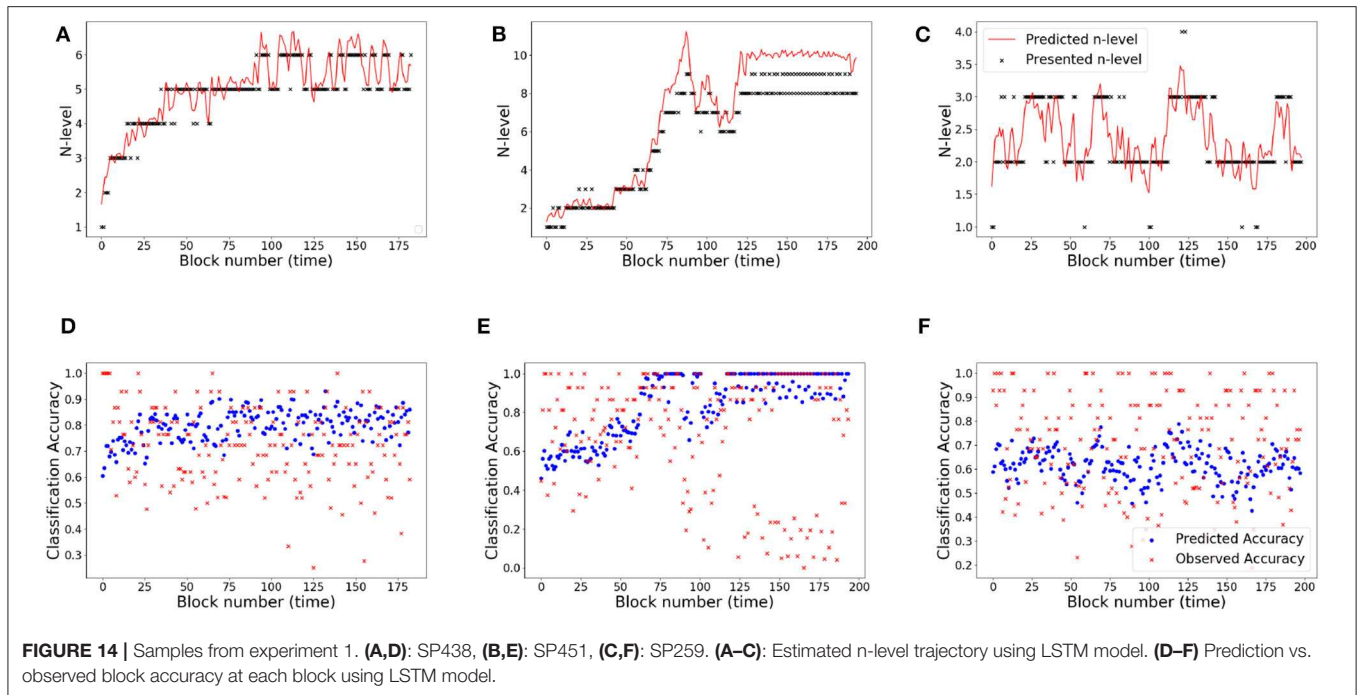 A
N-level
6
5
4
3
2
1
0 25 50 75 100 125 150 175
Block number (time)
B
N-level
10
8
6
4
2
0 25 50 75 100 125 150 175 200
Block number (time)
C
N-level
4.0
3.5
3.0
2.5
2.0
1.5
1.0
Predicted n-level
Presented n-level
0 25 50 75 100 125 150 175 200
Block number (time)
D
Classification Accuracy
1.0
0.9
0.8
0.7
0.6
0.5
0.4
0.3
0 25 50 75 100 125 150 175
Block number (time)
E
Classification Accuracy
1.0
0.8
0.6
0.4
0.2
0.0
0 25 50 75 100 125 150 175 200
Block number (time)
F
Classification Accuracy
1.0
0.9
0.8
0.7
0.6
0.5
0.4
0.3
0.2
Predicted Accuracy
Observed Accuracy
0 25 50 75 100 125 150 175 200
Block number (time)
FIGURE 14 | Samples from experiment 1. (A,D): SP438, (B,E): SP451, (C,F): SP259. (A–C): Estimated n-level trajectory using LSTM model. (D–F) Prediction vs.
observed block accuracy at each block using LSTM model.